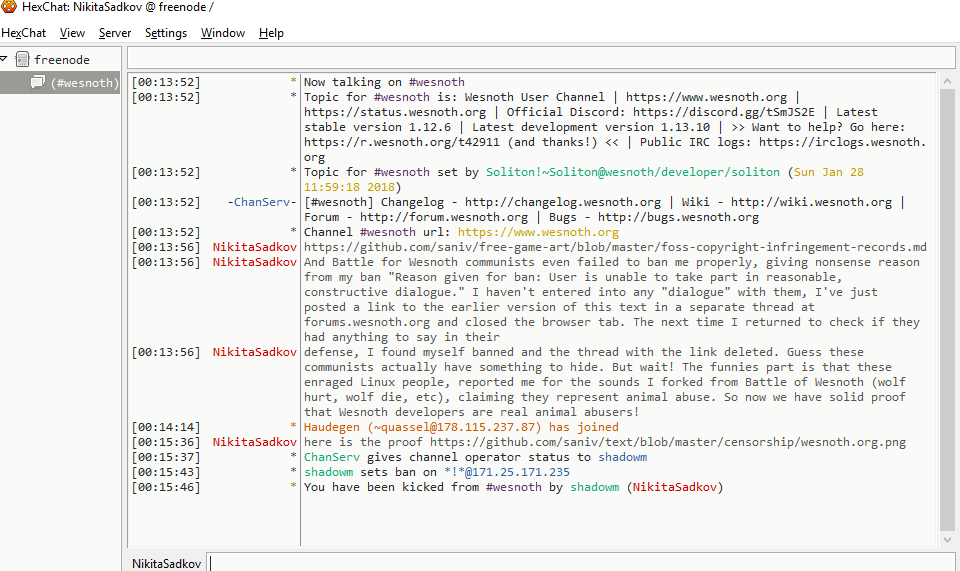 HexChat: NikitaSadkov @ freenode /
HexChat View Server Settings Window Help
freenode
(#wesnoth)
[00:13:52] * Now talking on #wesnoth
[00:13:52] * Topic for #wesnoth is: Wesnoth User Channel | https://www.wesnoth.org |
https://status.wesnoth.org | Official Discord: https://discord.gg/tSmJS2E | Latest
stable version 1.12.6 | Latest development version 1.13.10 | >> Want to help? Go here:
https://r.wesnoth.org/t42911 (and thanks!) << | Public IRC logs: https://irclogs.wesnoth.
org
[00:13:52] * Topic for #wesnoth set by Soliton!~Soliton@wesnoth/developer/soliton (Sun Jan 28
11:59:18 2018)
[00:13:52] -ChanServ- [#wesnoth] Changelog - http://changelog.wesnoth.org | Wiki - http://wiki.wesnoth.org |
Forum - http://forum.wesnoth.org | Bugs - http://bugs.wesnoth.org
[00:13:52] * Channel #wesnoth url: https://www.wesnoth.org
[00:13:56] NikitaSadkov https://github.com/saniv/free-game-art/blob/master/foss-copyright-infringement-records.md
[00:13:56] NikitaSadkov And Battle for Wesnoth communists even failed to ban me properly, giving nonsense reason
from my ban "Reason given for ban: User is unable to take part in reasonable,
constructive dialogue." I haven't entered into any "dialogue" with them, I've just
posted a link to the earlier version of this text in a separate thread at
forums.wesnoth.org and closed the browser tab. The next time I returned to check if they
had anything to say in their
[00:13:56] NikitaSadkov defense, I found myself banned and the thread with the link deleted. Guess these
communists actually have something to hide. But wait! The funnies part is that these
enraged Linux people, reported me for the sounds I forked from Battle of Wesnoth (wolf
hurt, wolf die, etc), claiming they represent animal abuse. So now we have solid proof
that Wesnoth developers are real animal abusers!
[00:14:14] * Haudegen (~quassel@178.115.237.87) has joined
[00:15:36] NikitaSadkov here is the proof https://github.com/saniv/text/blob/master/censorship/wesnoth.org.png
[00:15:37] * ChanServ gives channel operator status to shadowm
[00:15:43] * shadowm sets ban on *!*@171.25.171.235
[00:15:46] * You have been kicked from #wesnoth by shadowm (NikitaSadkov)
NikitaSadkov